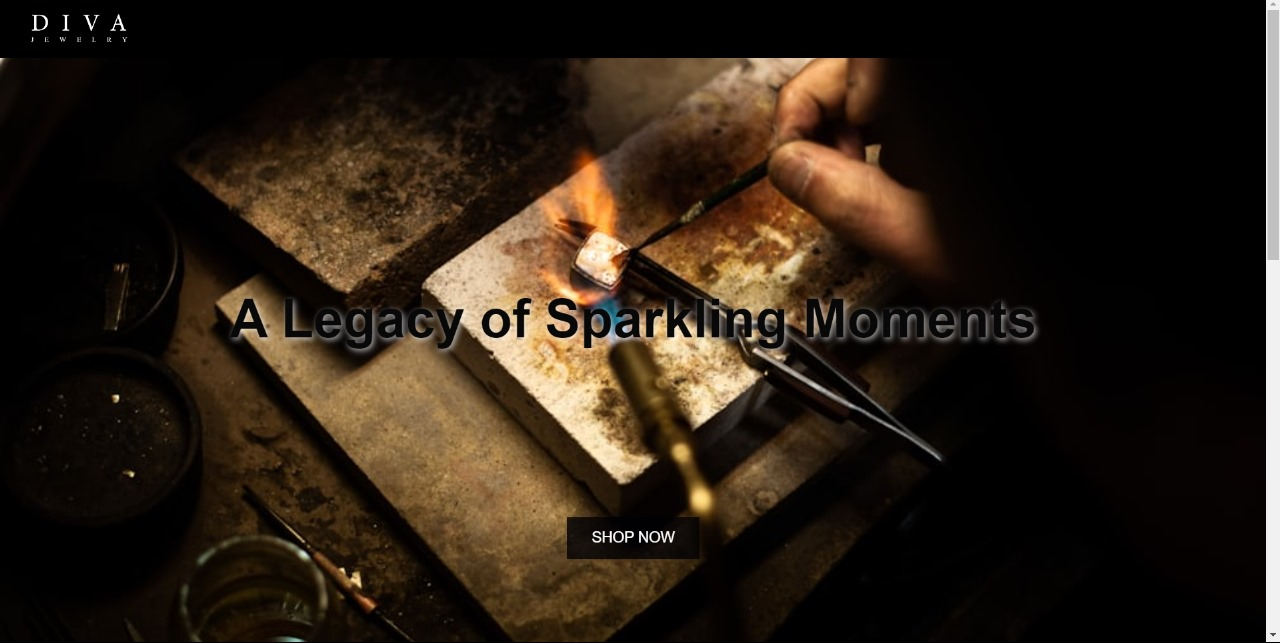 DIVA
JEWELRY
A Legacy of Sparkling Moments
SHOP NOW